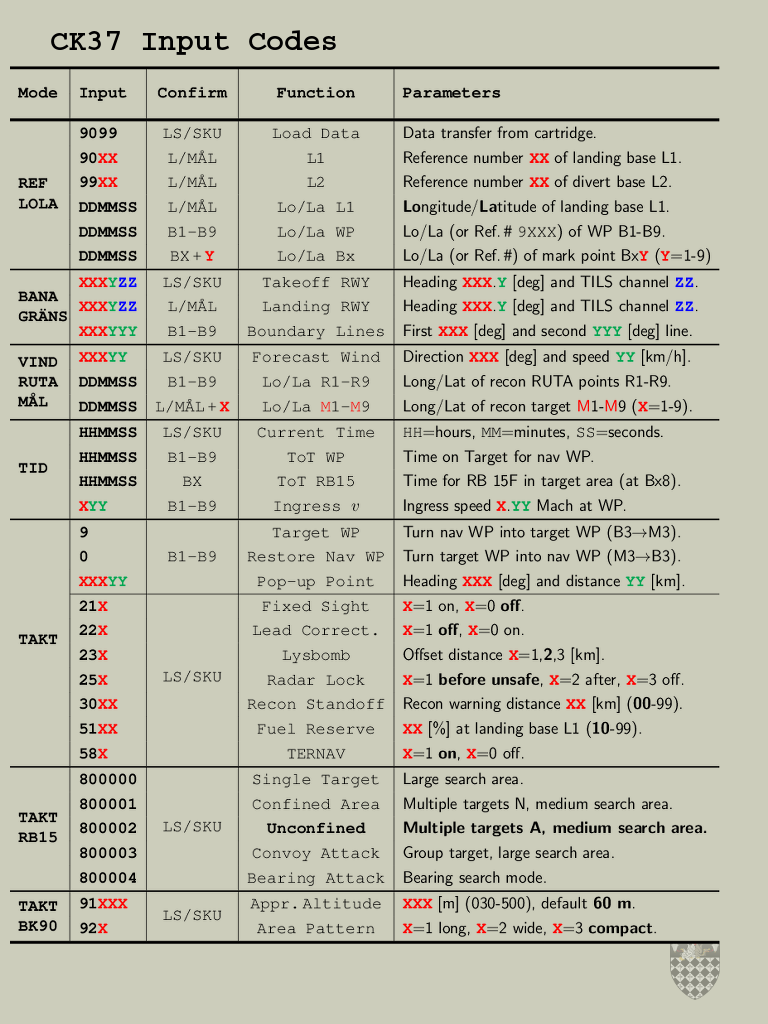 CK37 Input Codes
Mode Input Confirm Function Parameters
REF LOLA
9099 LS/SKU Load Data Data transfer from cartridge.
90XX L/MÅL L1 Reference number XX of landing base L1.
99XX L/MÅL L2 Reference number XX of divert base L2.
DDMMSS L/MÅL Lo/La L1 Longitude/Latitude of landing base L1.
DDMMSS B1–B9 Lo/La WP Lo/La (or Ref. # 9XXX) of WP B1-B9.
DDMMSS BX+Y Lo/La Bx Lo/La (or Ref. #) of mark point BxY (Y=1-9)
BANA GRÄNS
XXXYZZ LS/SKU Takeoff RWY Heading XXX.Y [deg] and TILS channel ZZ.
XXXYZZ L/MÅL Landing RWY Heading XXX.Y [deg] and TILS channel ZZ.
XXXYYY B1–B9 Boundary Lines First XXX [deg] and second YYY [deg] line.
VIND RUTA MÅL
XXXYY LS/SKU Forecast Wind Direction XXX [deg] and speed YY [km/h].
DDMMSS B1–B9 Lo/La R1–R9 Long/Lat of recon RUTA points R1-R9.
DDMMSS L/MÅL+X Lo/La M1–M9 Long/Lat of recon target M1-M9 (X=1-9).
TID
HHMMSS LS/SKU Current Time HH=hours, MM=minutes, SS=seconds.
HHMMSS B1–B9 ToT WP Time on Target for nav WP.
HHMMSS BX ToT RB15 Time for RB 15F in target area (at Bx8).
XYY B1–B9 Ingress v Ingress speed X.YY Mach at WP.
TAKT
9 Target WP Turn nav WP into target WP (B3→M3).
0 B1–B9 Restore Nav WP Turn target WP into nav WP (M3→B3).
XXXYY Pop-up Point Heading XXX [deg] and distance YY [km].
21X Fixed Sight X=1 on, X=0 off.
22X Lead Correct. X=1 off, X=0 on.
23X Lysbomb Offset distance X=1,2,3 [km].
25X LS/SKU Radar Lock X=1 before unsafe, X=2 after, X=3 off.
30XX Recon Standoff Recon warning distance XX [km] (00-99).
51XX Fuel Reserve XX [%] at landing base L1 (10-99).
58X TERNAV X=1 on, X=0 off.
TAKT RB15
800000 Single Target Large search area.
800001 Confined Area Multiple targets N, medium search area.
800002 LS/SKU Unconfined Multiple targets A, medium search area.
800003 Convoy Attack Group target, large search area.
800004 Bearing Attack Bearing search mode.
TAKT BK90
91XXX LS/SKU Appr. Altitude XXX [m] (030-500), default 60 m.
92X Area Pattern X=1 long, X=2 wide, X=3 compact.